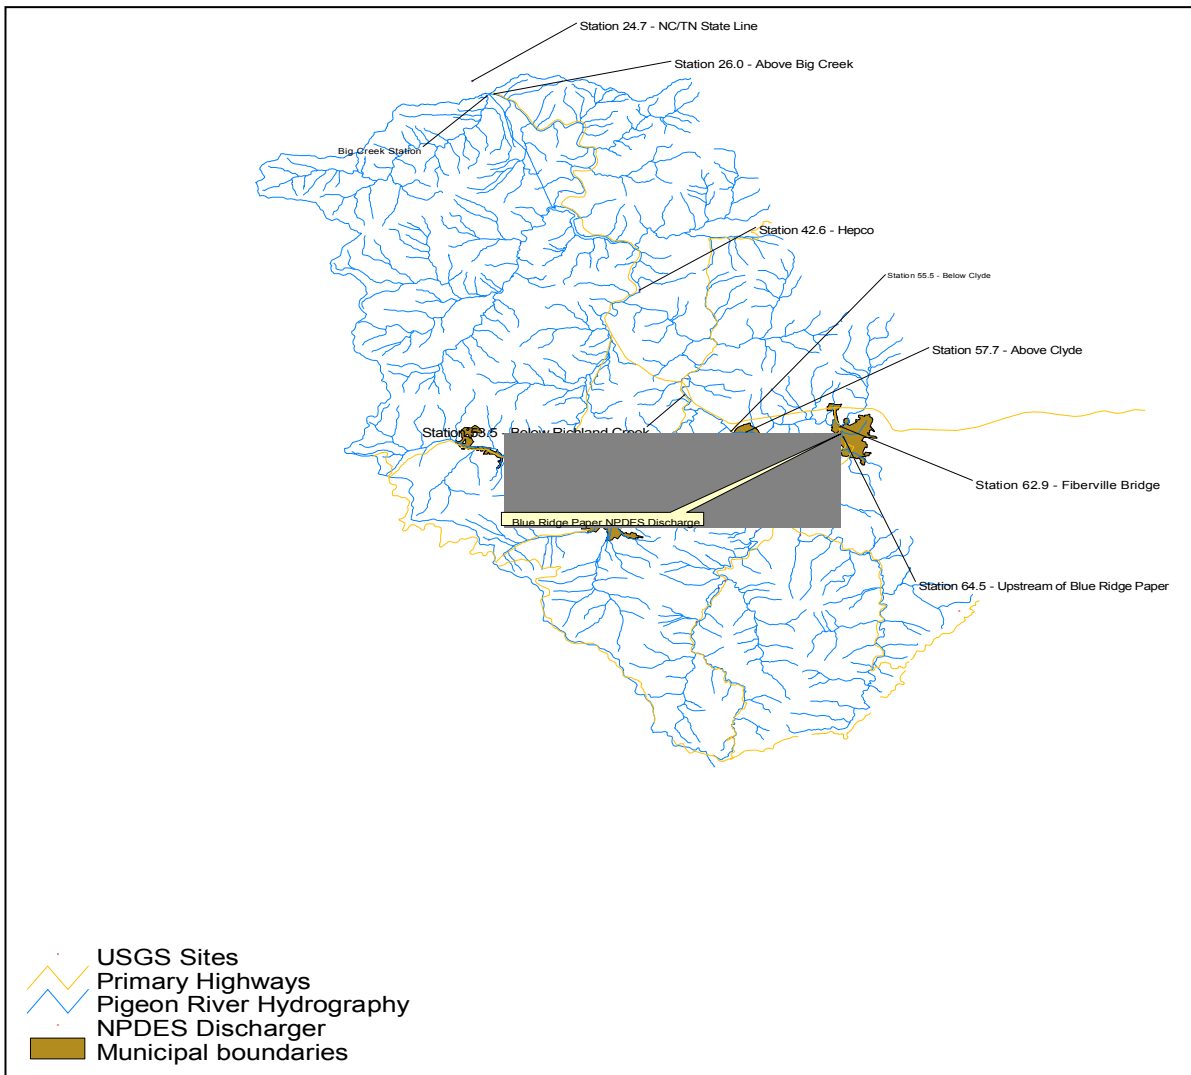 Station 24.7 - NC/TN State Line
Station 26.0 - Above Big Creek
Big Creek Station
Station 42.6 - Hepco
Station 55.5 - Below Clyde
Station 57.7 - Above Clyde
Station 53.5 - Below Richland Creek
Station 62.9 - Fiberville Bridge
Blue Ridge Paper NPDES Discharge
Station 64.5 - Upstream of Blue Ridge Paper
USGS Sites
Primary Highways
Pigeon River Hydrography
NPDES Discharger
Municipal boundaries